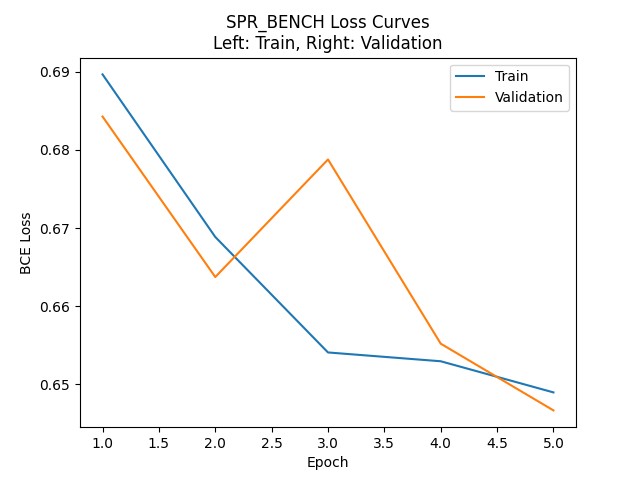 SPR_BENCH Loss Curves
Left: Train, Right: Validation
Train
Validation
BCE Loss
0.69
0.68
0.67
0.66
0.65
1.0 1.5 2.0 2.5 3.0 3.5 4.0 4.5 5.0
Epoch